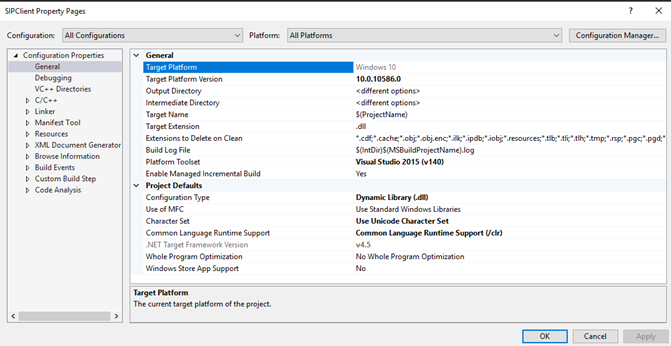 SIPClient Property Pages ? ×
Configuration: All Configurations Platform: All Platforms Configuration Manager...
Configuration Properties
General
Debugging
VC++ Directories
C/C++
Linker
Manifest Tool
Resources
XML Document Generator
Browse Information
Build Events
Custom Build Step
Code Analysis
General
Target Platform Windows 10
Target Platform Version 10.0.10586.0
Output Directory <different options>
Intermediate Directory <different options>
Target Name $(ProjectName)
Target Extension .dll
Extensions to Delete on Clean *.cdf;*.cache;*.obj;*.obj.enc;*.ilk;*.ipdb;*.iobj;*.resources;*.tlb;*.tli;*.tlh;*.tmp;*.rsp;*.pgc;*.pgd;*
Build Log File $(IntDir)$(MSBuildProjectName).log
Platform Toolset Visual Studio 2015 (v140)
Enable Managed Incremental Build Yes
Project Defaults
Configuration Type Dynamic Library (.dll)
Use of MFC Use Standard Windows Libraries
Character Set Use Unicode Character Set
Common Language Runtime Support Common Language Runtime Support (/clr)
.NET Target Framework Version v4.5
Whole Program Optimization No Whole Program Optimization
Windows Store App Support No
Target Platform
The current target platform of the project.
OK Cancel Apply